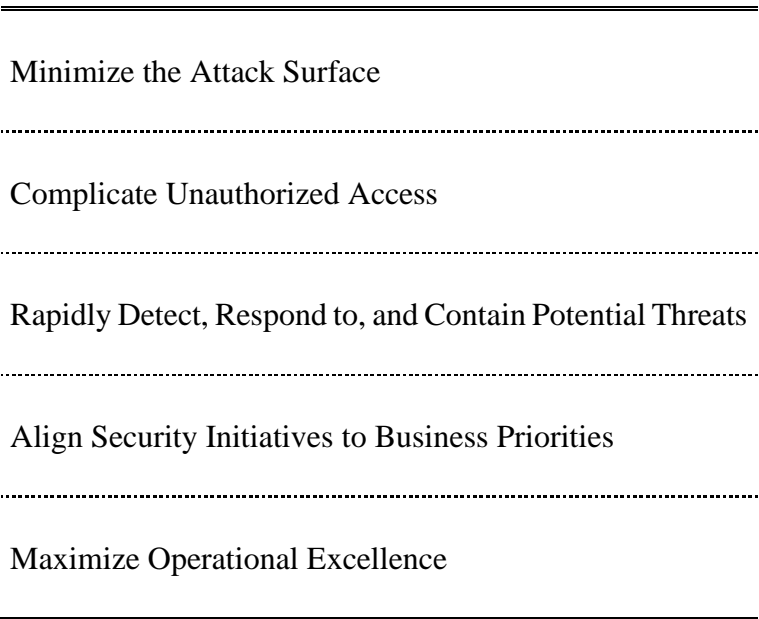 Minimize the Attack Surface
Complicate Unauthorized Access
Rapidly Detect, Respond to, and Contain Potential Threats
Align Security Initiatives to Business Priorities
Maximize Operational Excellence